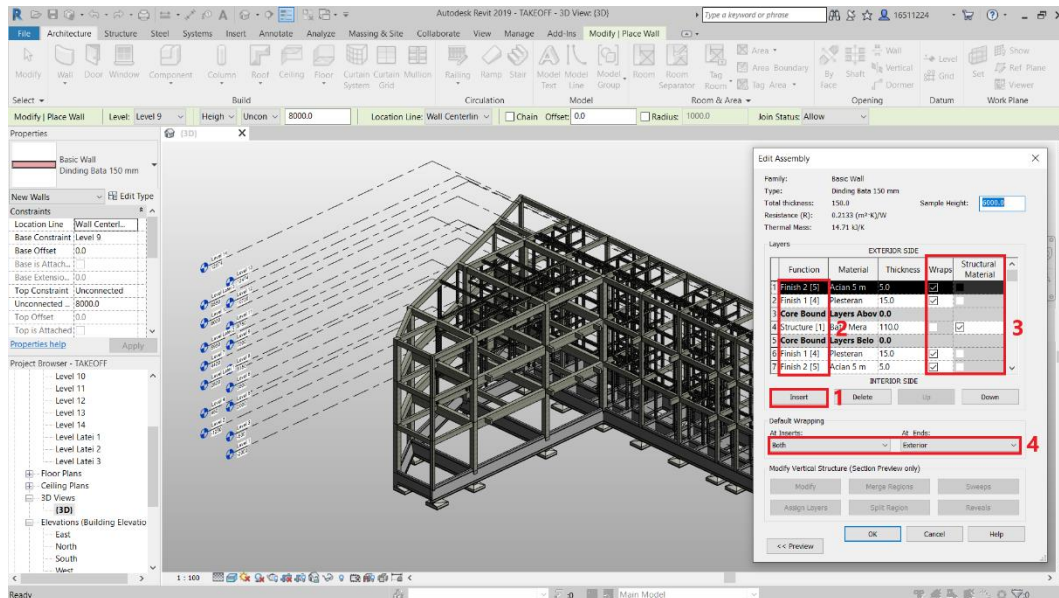 Autodesk Revit 2019 - TAKEOFF - 3D View: {3D}
Type a keyword or phrase
16511224
File Architecture Structure Steel Systems Insert Annotate Analyze Massing & Site Collaborate View Manage Add-Ins Modify | Place Wall
Modify Wall Door Window Component Column Roof Ceiling Floor Curtain System Curtain Grid Mullion Railing Ramp Stair Model Text Model Line Model Group Room Room Separator Tag Room Area Area Boundary Tag Area By Face Shaft Wall Vertical Dormer Level Grid Set Show Ref Plane Viewer
Select Build Circulation Model Room & Area Opening Datum Work Plane
Modify | Place Wall Level: Level 9 Heigh Uncon 8000.0 Location Line: Wall Centerlin Chain Offset: 0.0 Radius: 1000.0 Join Status: Allow
Properties
{3D}
X
Basic Wall
Dinding Bata 150 mm
New Walls Edit Type
Constraints
Location Line Wall Centerl...
Base Constraint Level 9
Base Offset 0.0
Base is Attach...
Base Extensio... 0.0
Top Constraint Unconnected
Unconnected ... 8000.0
Top Offset 0.0
Top is Attached
Properties help Apply
Project Browser - TAKEOFF
Level 10
Level 11
Level 12
Level 13
Level 14
Level Latei 1
Level Latei 2
Level Latei 3
Floor Plans
Ceiling Plans
3D Views
{3D}
Elevations (Building Elevatio
East
North
South
West
Edit Assembly
Family: Basic Wall
Type: Dinding Bata 150 mm
Total thickness: 150.0 Sample Height: 6000.0
Resistance (R): 0.2133 (m²·K)/W
Thermal Mass: 14.71 kJ/K
Layers
EXTERIOR SIDE
Function Material Thickness Wraps Structural Material
1 Finish 2 [5] Acian 5 m 5.0
2 Finish 1 [4] Plesteran 15.0
3 Core Bound Layers Abov 0.0
4 Structure [1] Mera 110.0
5 Core Bound Layers Belo 0.0
6 Finish 1 [4] Plesteran 15.0
7 Finish 2 [5] Acian 5 m 5.0
2
3
INTERIOR SIDE
Insert 1 Delete Up Down
Default Wrapping
At Inserts: At Ends:
Both Exterior 4
Modify Vertical Structure (Section Preview only)
Modify Merge Regions Sweeps
Assign Layers Split Region Reveals
OK Cancel Help
<< Preview
1 : 100
Ready
:0 Main Model
:0